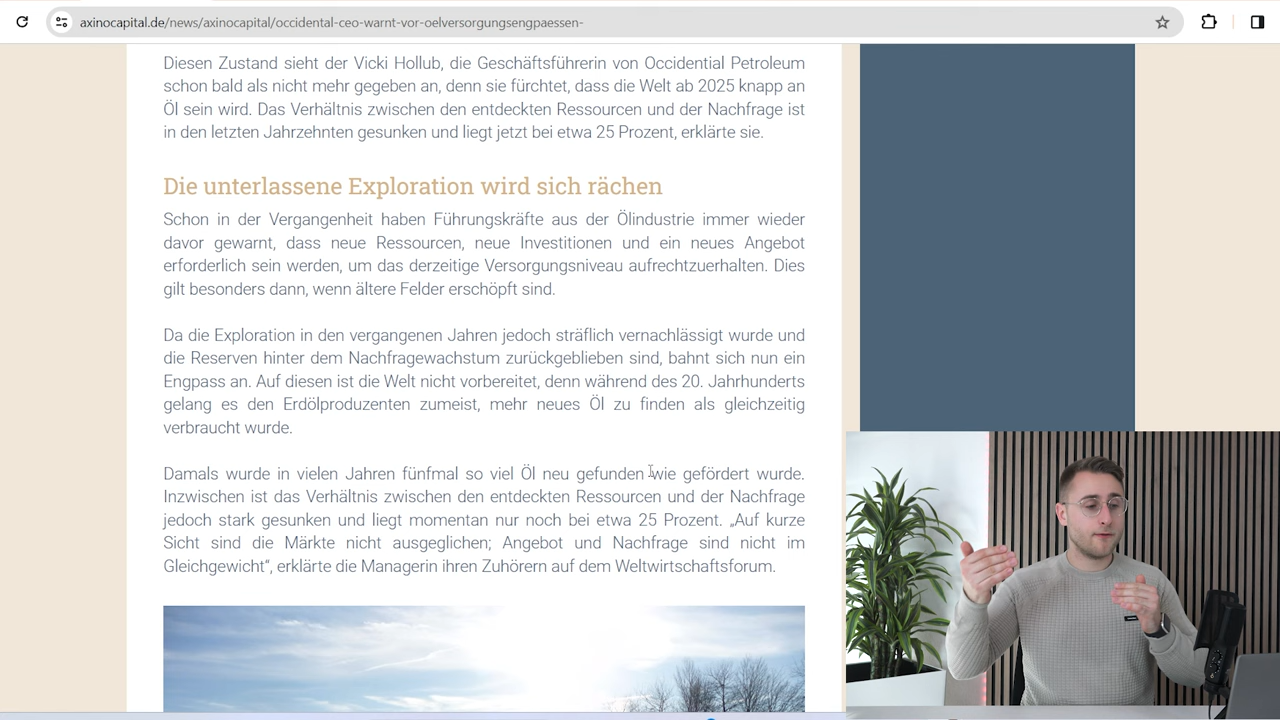 axinocapital.de/news/axinocapital/occidental-ceo-warnt-vor-oelversorgungsengpaessen-
Diesen Zustand sieht der Vicki Hollub, die Geschäftsführerin von Occidential Petroleum
schon bald als nicht mehr gegeben an, denn sie fürchtet, dass die Welt ab 2025 knapp an
Öl sein wird. Das Verhältnis zwischen den entdeckten Ressourcen und der Nachfrage ist
in den letzten Jahrzehnten gesunken und liegt jetzt bei etwa 25 Prozent, erklärte sie.
Die unterlassene Exploration wird sich rächen
Schon in der Vergangenheit haben Führungskräfte aus der Ölindustrie immer wieder
davor gewarnt, dass neue Ressourcen, neue Investitionen und ein neues Angebot
erforderlich sein werden, um das derzeitige Versorgungsniveau aufrechtzuerhalten. Dies
gilt besonders dann, wenn ältere Felder erschöpft sind.
Da die Exploration in den vergangenen Jahren jedoch sträflich vernachlässigt wurde und
die Reserven hinter dem Nachfragewachstum zurückgeblieben sind, bahnt sich nun ein
Engpass an. Auf diesen ist die Welt nicht vorbereitet, denn während des 20. Jahrhunderts
gelang es den Erdölproduzenten zumeist, mehr neues Öl zu finden als gleichzeitig
verbraucht wurde.
Damals wurde in vielen Jahren fünfmal so viel Öl neu gefunden wie gefördert wurde.
Inzwischen ist das Verhältnis zwischen den entdeckten Ressourcen und der Nachfrage
jedoch stark gesunken und liegt momentan nur noch bei etwa 25 Prozent. „Auf kurze
Sicht sind die Märkte nicht ausgeglichen; Angebot und Nachfrage sind nicht im
Gleichgewicht“, erklärte die Managerin ihren Zuhörern auf dem Weltwirtschaftsforum.